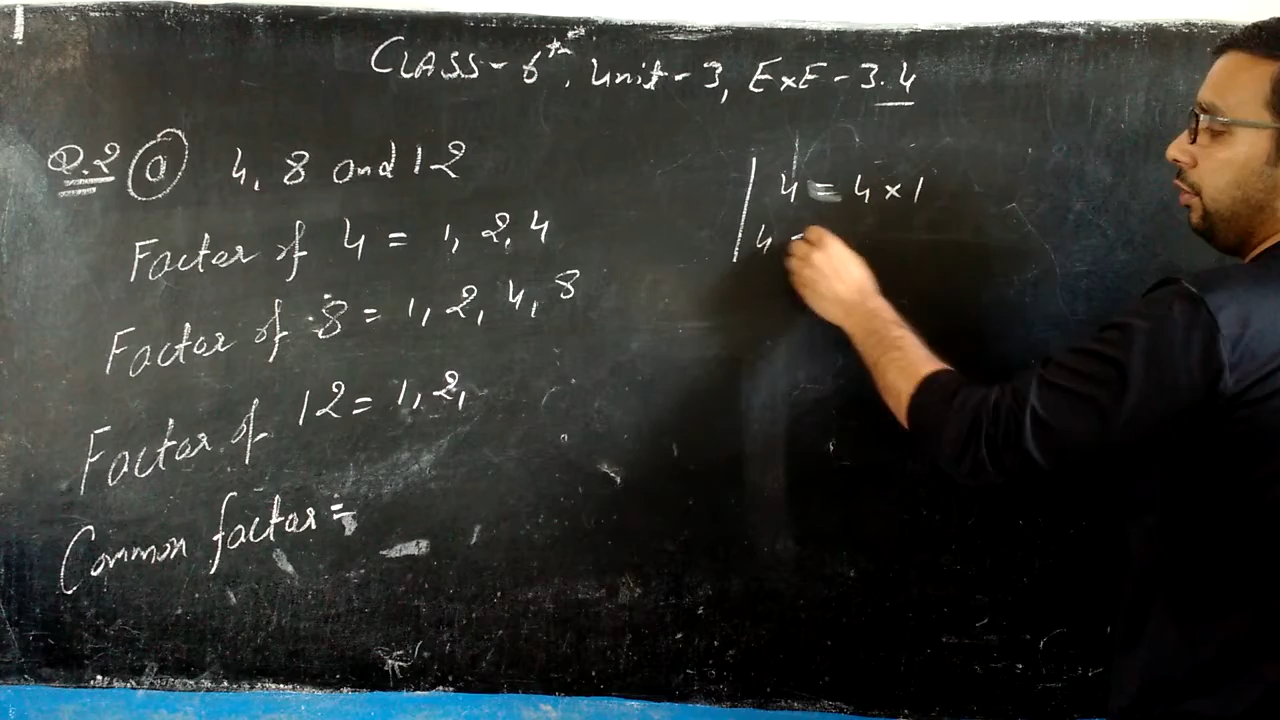 CLASS-6th, Unit-3, ExE-3.4
Q.2 (a) 4, 8 and 12
Factor of 4 = 1, 2, 4
Factor of 8 = 1, 2, 4, 8
Factor of 12 = 1, 2,
Common factor =
4 = 4 × 1
4 =